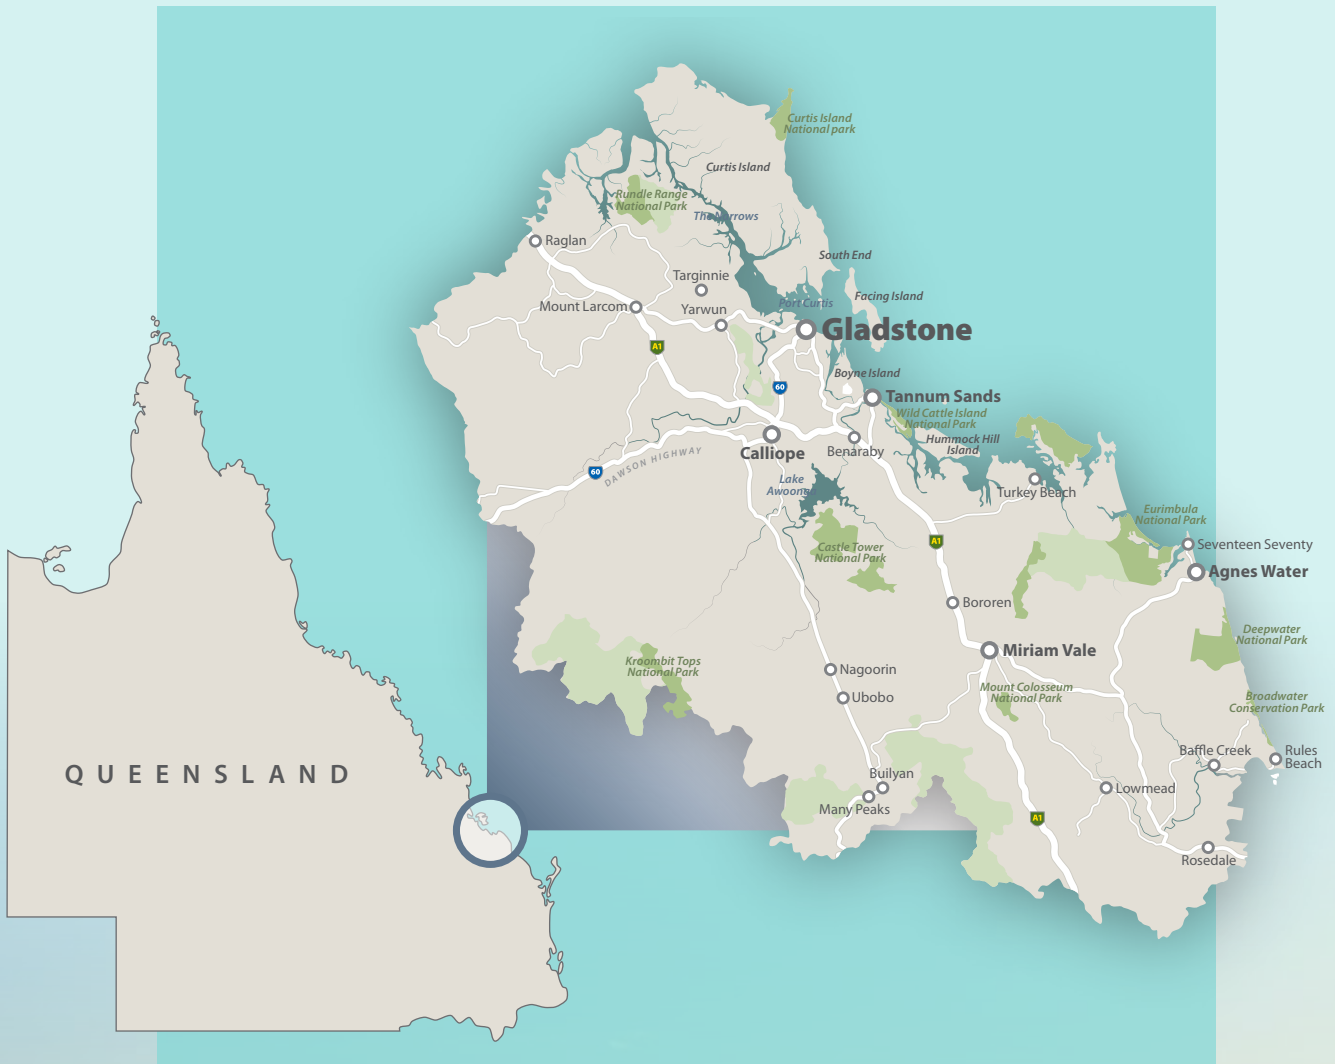 Curtis Island
National park
Curtis Island
Rundle Range
National Park
The Narrows
Raglan
South End
Targinnie
Facing Island
Port Curtis
Mount Larcom
Yarwun
Gladstone
A1
Boyne Island
60
Tannum Sands
Wild Cattle Island
National Park
Hummock Hill
Island
Calliope
Benaraby
DAWSON HIGHWAY
60
Lake
Awoonga
Turkey Beach
Eurimbula
National Park
A1
Castle Tower
National Park
Seventeen Seventy
Agnes Water
Bororen
Deepwater
National Park
Miriam Vale
Kroombit Tops
National Park
Nagoorin
Mount Colosseum
National Park
Ubobo
Broadwater
Conservation Park
Baffle Creek
Rules
Beach
QUEENSLAND
Builyan
Lowmead
Many Peaks
A1
Rosedale